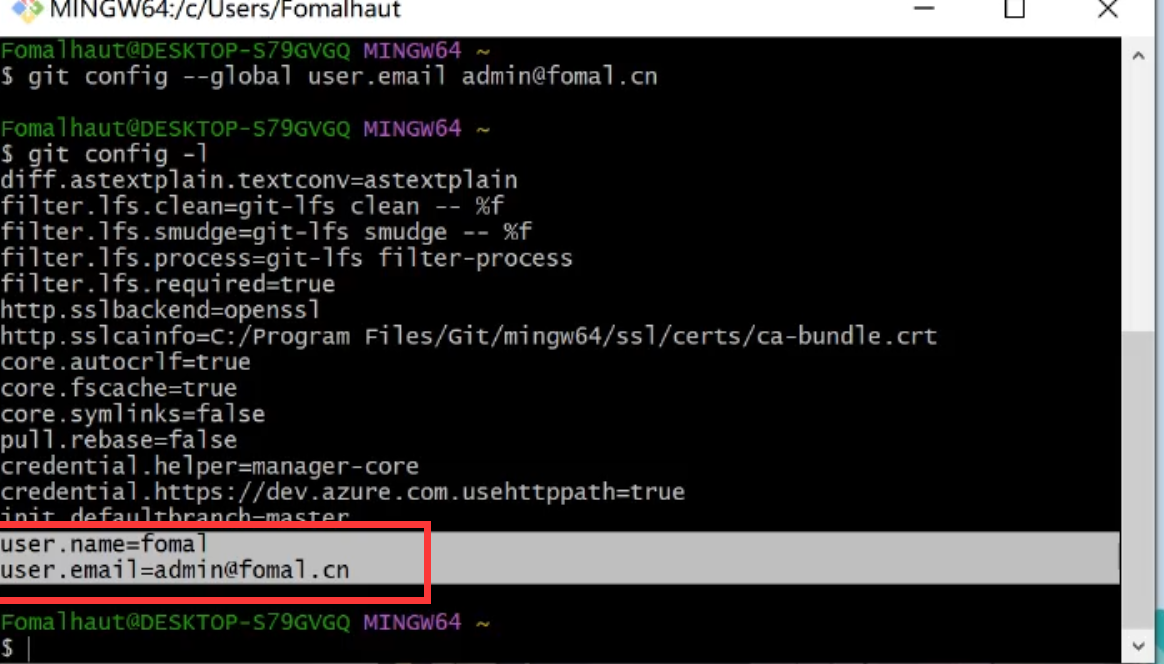 MINGW64:/c/Users/Fomalhaut
Fomalhaut@DESKTOP-S79GVGQ MINGW64 ~
$ git config --global user.email admin@fomal.cn
Fomalhaut@DESKTOP-S79GVGQ MINGW64 ~
$ git config -l
diff.astextplain.textconv=astextplain
filter.lfs.clean=git-lfs clean -- %f
filter.lfs.smudge=git-lfs smudge -- %f
filter.lfs.process=git-lfs filter-process
filter.lfs.required=true
http.sslbackend=openssl
http.sslcainfo=C:/Program Files/Git/mingw64/ssl/certs/ca-bundle.crt
core.autocrlf=true
core.fscache=true
core.symlinks=false
pull.rebase=false
credential.helper=manager-core
credential.https://dev.azure.com.usehttppath=true
init.defaultbranch=master
user.name=fomal
user.email=admin@fomal.cn
Fomalhaut@DESKTOP-S79GVGQ MINGW64 ~
$